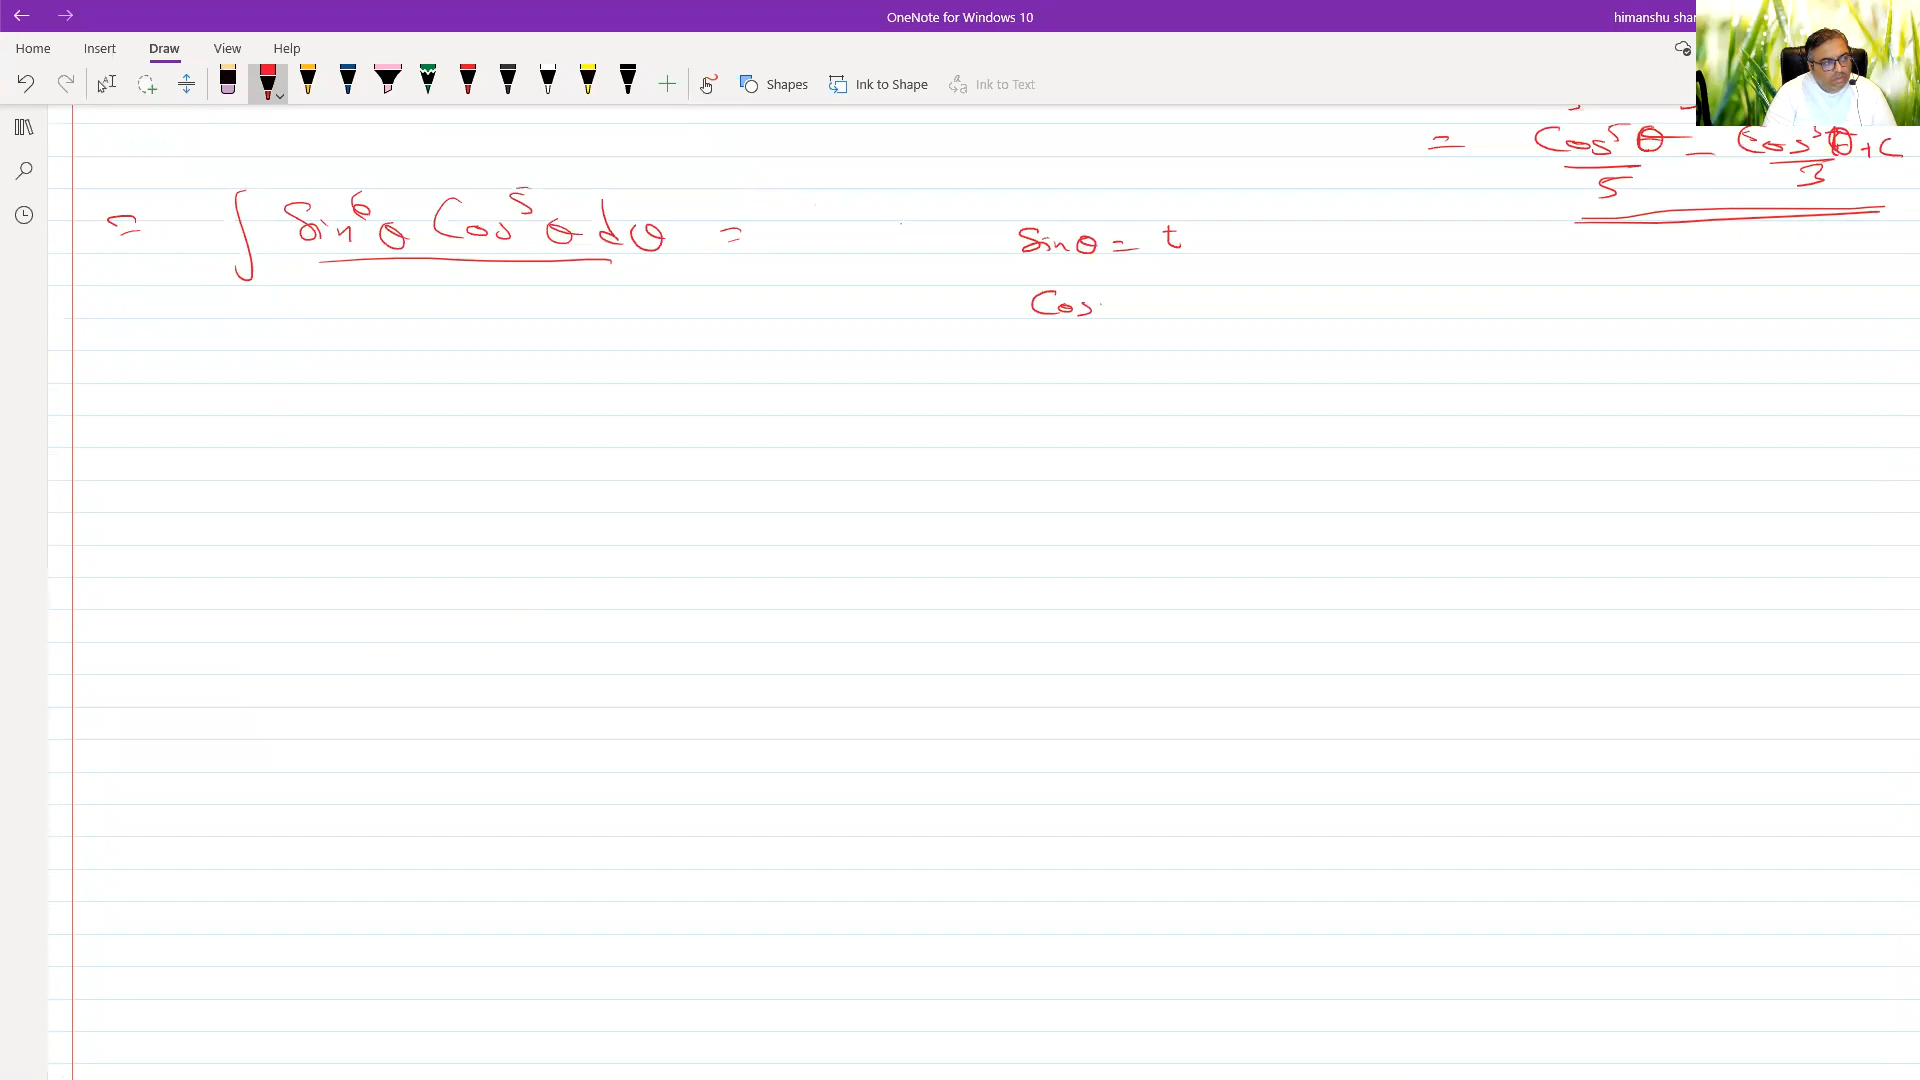 OneNote for Windows 10
himanshu shar
Home Insert Draw View Help
Shapes Ink to Shape Ink to Text
= Cos⁵θ/5 - Cos³θ/3 + C
= ∫ Sin⁶θ Cos⁵θ dθ =
Sinθ = t
Cos